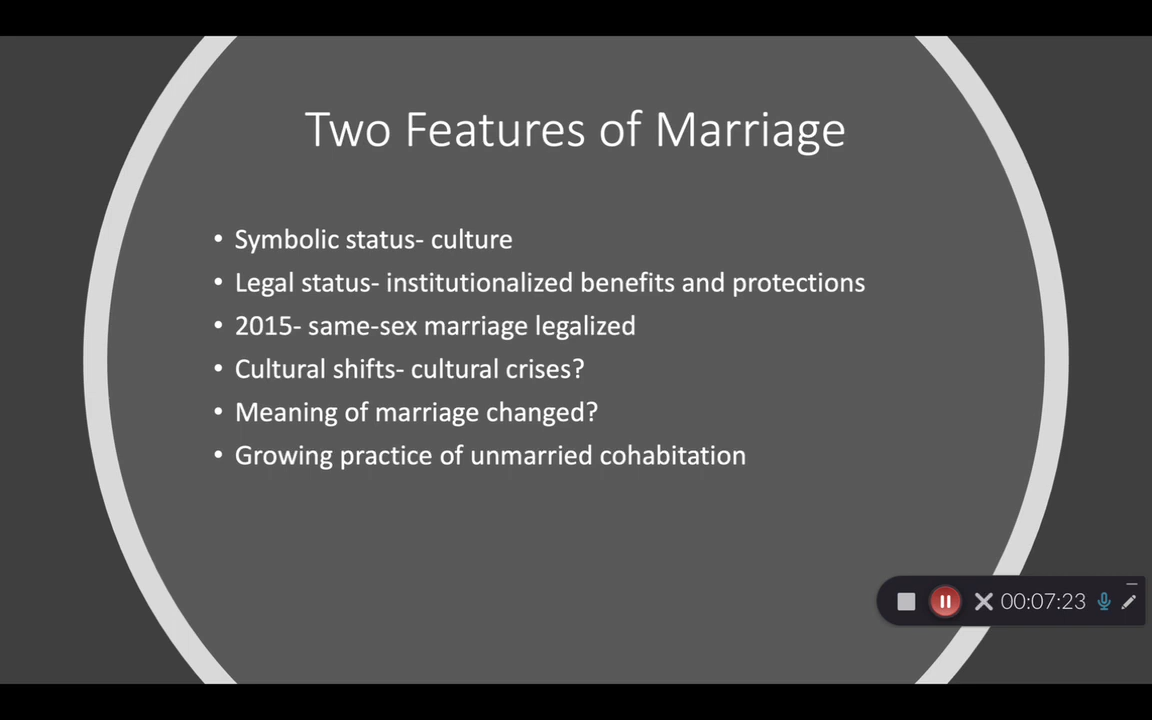 Two Features of Marriage
• Symbolic status- culture
• Legal status- institutionalized benefits and protections
• 2015- same-sex marriage legalized
• Cultural shifts- cultural crises?
• Meaning of marriage changed?
• Growing practice of unmarried cohabitation
00:07:23